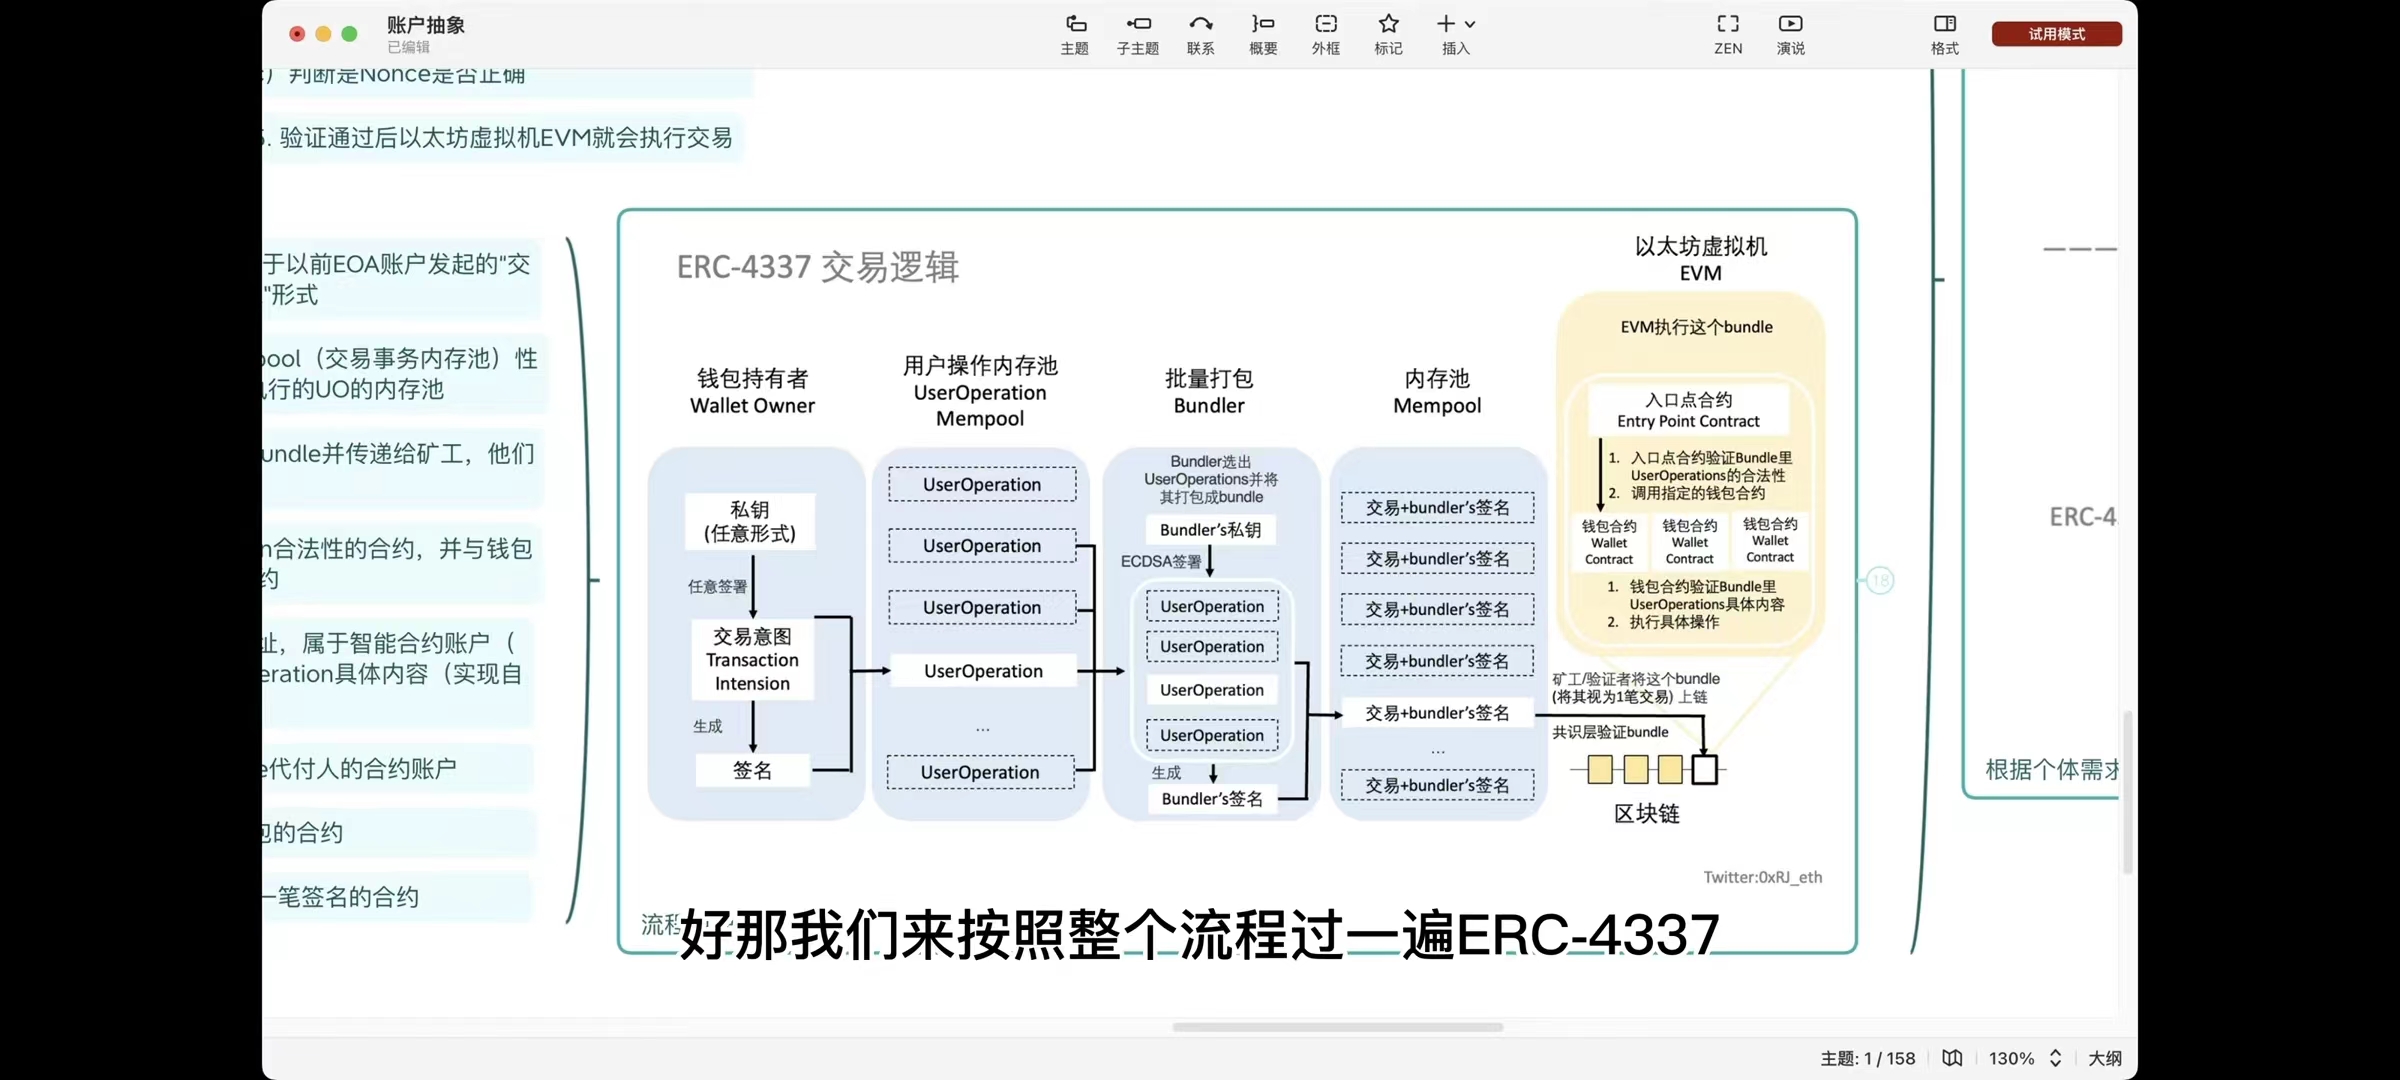 账户抽象
已编辑
主题
子主题
联系
概要
外框
标记
插入
ZEN
演说
格式
试用模式
）判断是Nonce是否正确
. 验证通过后以太坊虚拟机EVM就会执行交易
于以前EOA账户发起的"交
"形式
ool（交易事务内存池）性
行的UO的内存池
undle并传递给矿工，他们
合法性的合约，并与钱包
约
址，属于智能合约账户（
eration具体内容（实现自
代付人的合约账户
的合约
一笔签名的合约
ERC-4337 交易逻辑
钱包持有者
Wallet Owner
私钥
(任意形式)
任意签署
交易意图
Transaction
Intension
生成
签名
用户操作内存池
UserOperation
Mempool
UserOperation
UserOperation
UserOperation
UserOperation
...
UserOperation
批量打包
Bundler
Bundler选出
UserOperations并将
其打包成bundle
Bundler's私钥
ECDSA签署
UserOperation
UserOperation
UserOperation
UserOperation
生成
Bundler's签名
内存池
Mempool
交易+bundler's签名
交易+bundler's签名
交易+bundler's签名
交易+bundler's签名
交易+bundler's签名
...
交易+bundler's签名
以太坊虚拟机
EVM
EVM执行这个bundle
入口点合约
Entry Point Contract
1. 入口点合约验证Bundle里
UserOperations的合法性
2. 调用指定的钱包合约
钱包合约
Wallet
Contract
钱包合约
Wallet
Contract
钱包合约
Wallet
Contract
1. 钱包合约验证Bundle里
UserOperations具体内容
2. 执行具体操作
矿工/验证者将这个bundle
(将其视为1笔交易) 上链
共识层验证bundle
区块链
Twitter:0xRJ_eth
18
ERC-4
根据个体需求
流程
好那我们来按照整个流程过一遍ERC-4337
主题: 1 / 158
130%
大纲